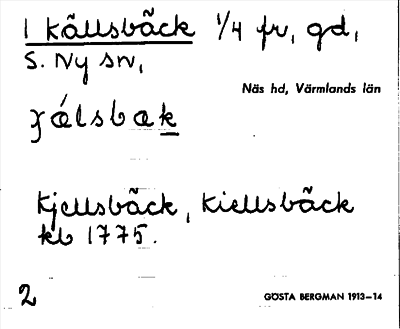 1 Källsbäck 1/4 fr, gd,
S. Ny sn,
Näs hd, Värmlands län
ɟálsbak
Kjellsbäck, Kiellsbäck
kb 1775.
2
GÖSTA BERGMAN 1913–14